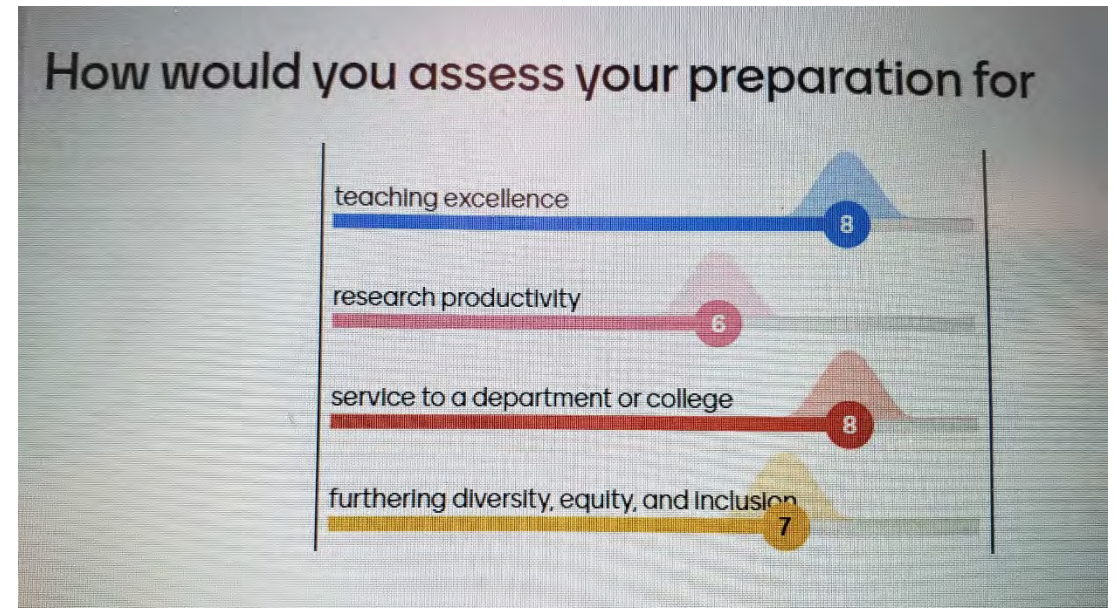 How would you assess your preparation for
teaching excellence
8
research productivity
6
service to a department or college
8
furthering diversity, equity, and inclusion
7